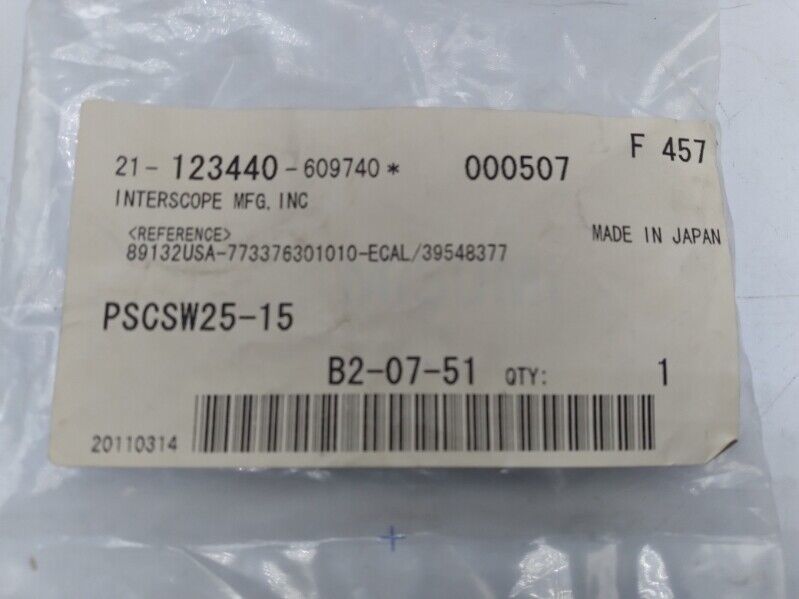 F 457
21- 123440 -609740 * 000507
INTERSCOPE MFG. INC
<REFERENCE> MADE IN JAPAN
89132USA-773376301010-ECAL/39548377
PSCSW25-15
B2-07-51 QTY: 1
20110314